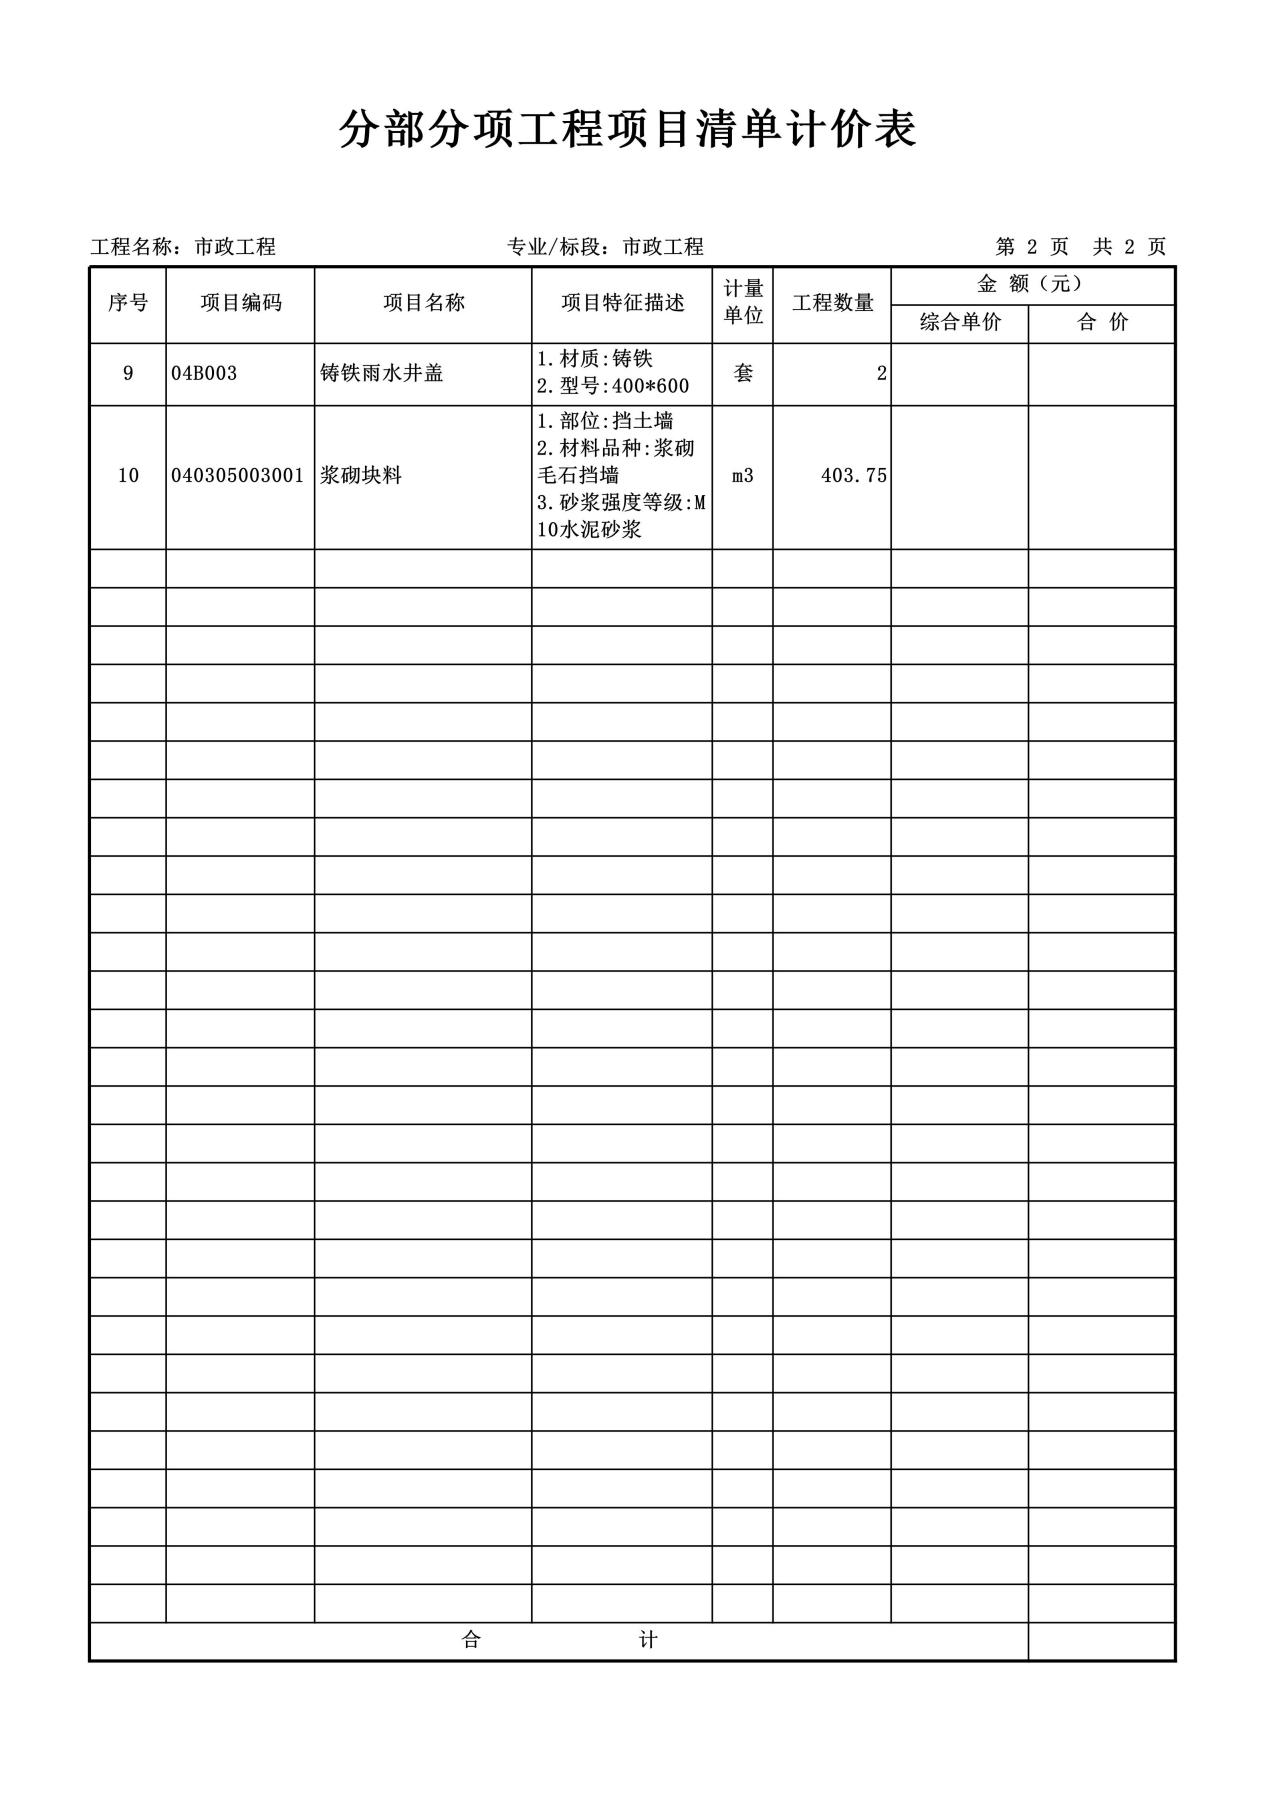 分部分项工程项目清单计价表
工程名称：市政工程 专业/标段：市政工程 第 2 页 共 2 页
序号 项目编码 项目名称 项目特征描述 计量单位 工程数量 金 额（元）
综合单价 合 价
9 04B003 铸铁雨水井盖 1.材质:铸铁
2.型号:400*600 套 2
10 040305003001 浆砌块料 1.部位:挡土墙
2.材料品种:浆砌
毛石挡墙 m3 403.75
3.砂浆强度等级:M
10水泥砂浆
合 计